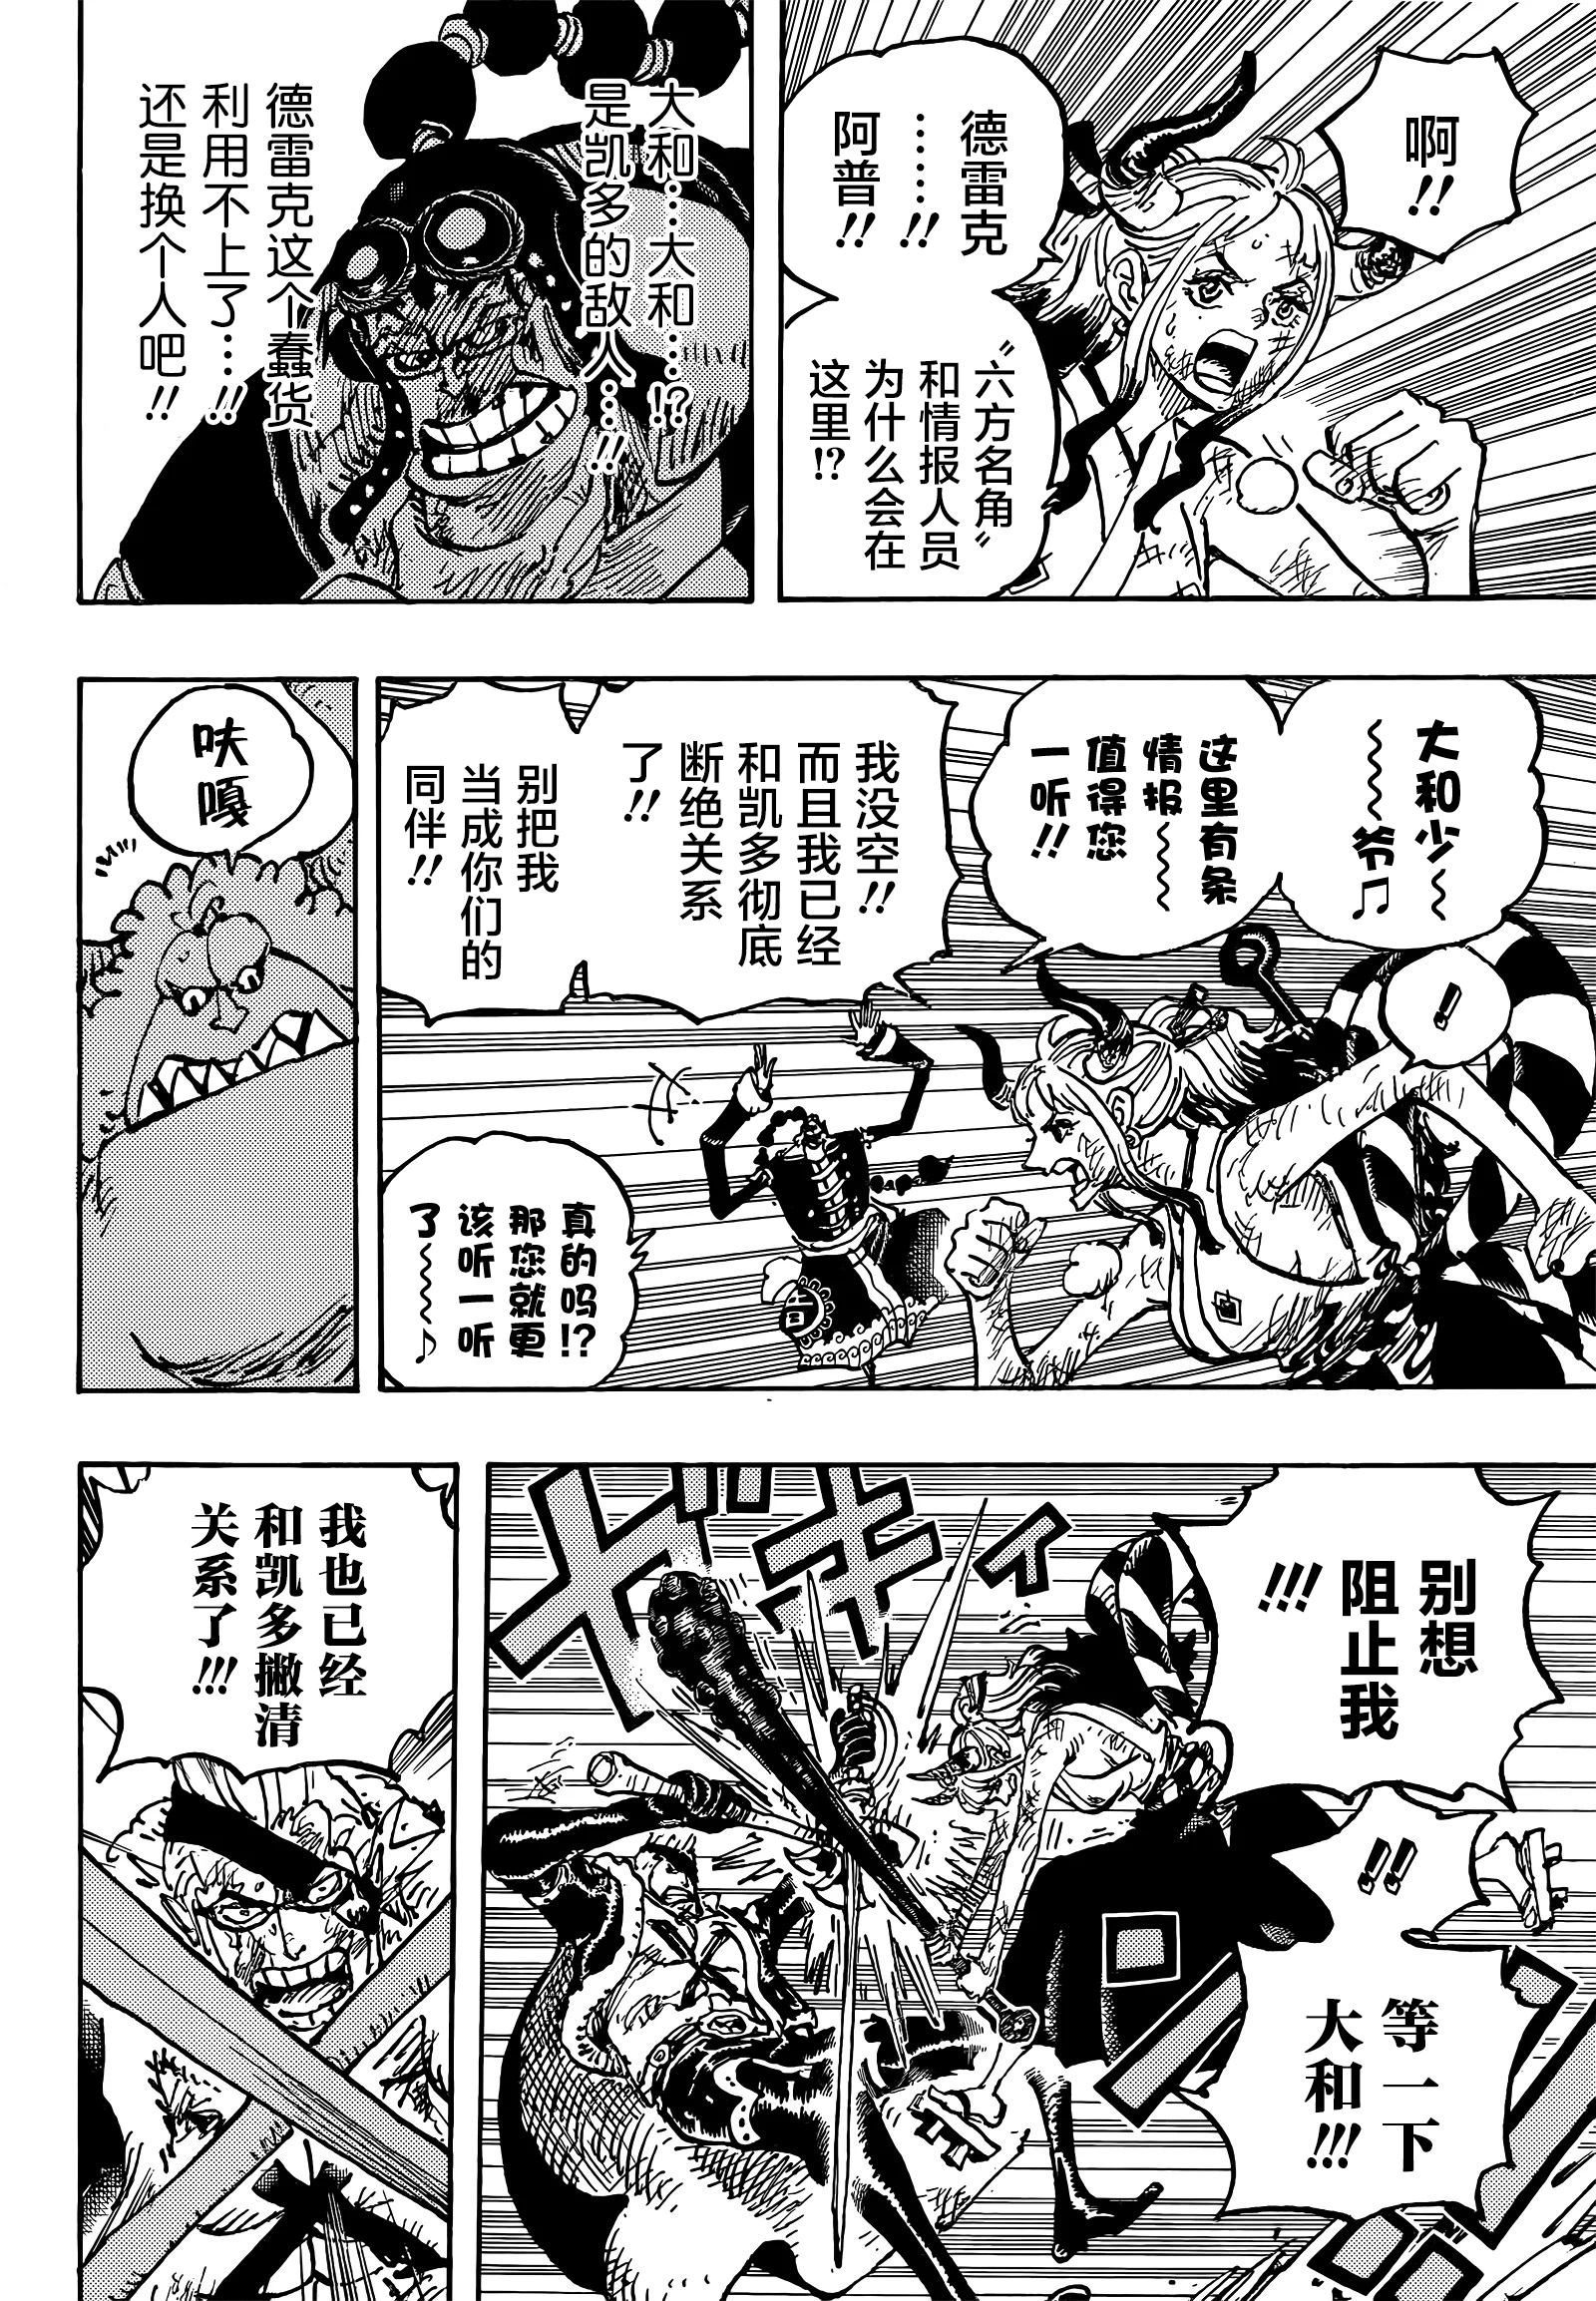 啊!!
德雷克
……!!
阿普!!
〝六方名角〞
和情报人员
为什么会在
这里!?
大和…大和…!?
是凯多的敌人…!!
德雷克这个蠢货
利用不上了…!!
还是换个人吧!!
大和少～
～～爷♫
!
这里有条
情报～～
值得您
一听!!
我没空!!
而且我已经
和凯多彻底
断绝关系
了!!
别把我
当成你们的
同伴!!
真的吗!?
那您就更
该听一听
了～～♪
呋
嘎
别想
阻止我
!!!
!!
等一下
大和!!!
ガキィ
我也已经
和凯多撇清
关系了!!!